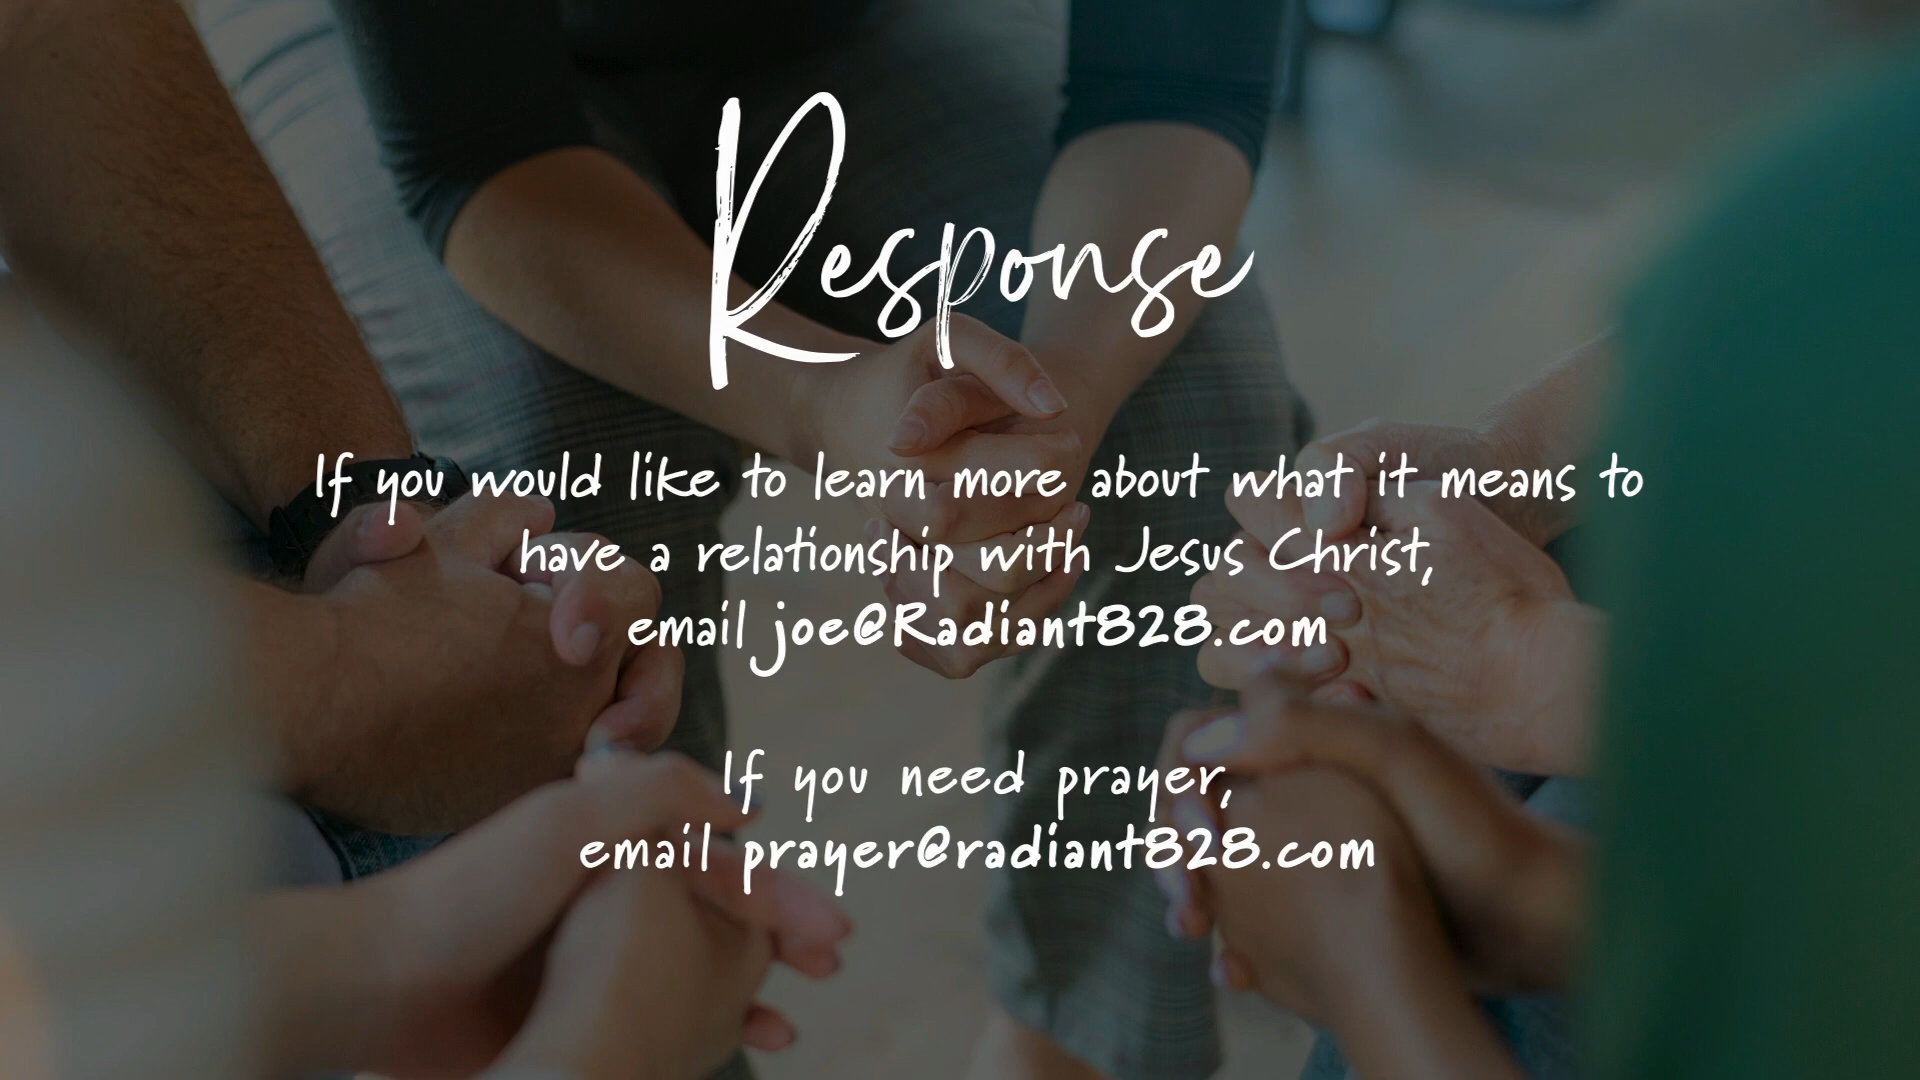 Response
If you would like to learn more about what it means to
have a relationship with Jesus Christ,
email joe@Radiant828.com
If you need prayer,
email prayer@radiant828.com